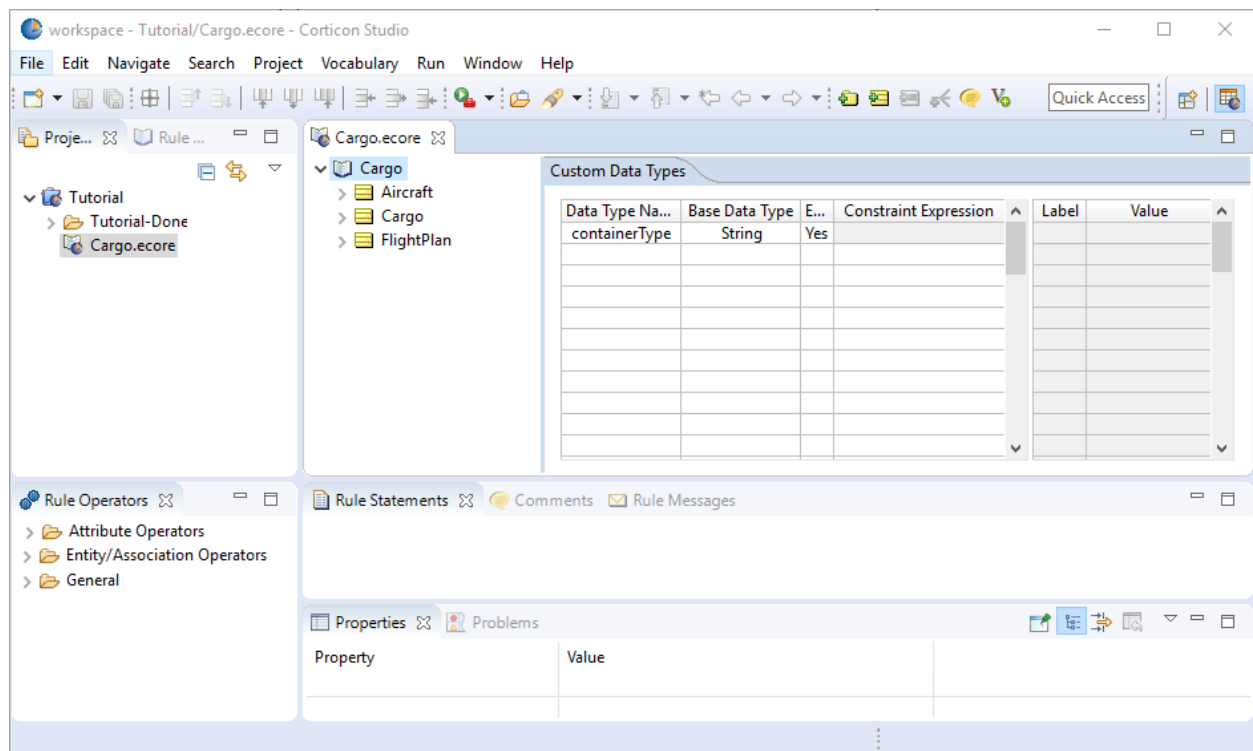 workspace - Tutorial/Cargo.ecore - Corticon Studio
File Edit Navigate Search Project Vocabulary Run Window Help
Quick Access
Proje... Rule ...
Tutorial
Tutorial-Done
Cargo.ecore
Cargo.ecore
Cargo
Aircraft
Cargo
FlightPlan
Custom Data Types
Data Type Na... Base Data Type E... Constraint Expression Label Value
containerType String Yes
Rule Operators
Attribute Operators
Entity/Association Operators
General
Rule Statements Comments Rule Messages
Properties Problems
Property Value